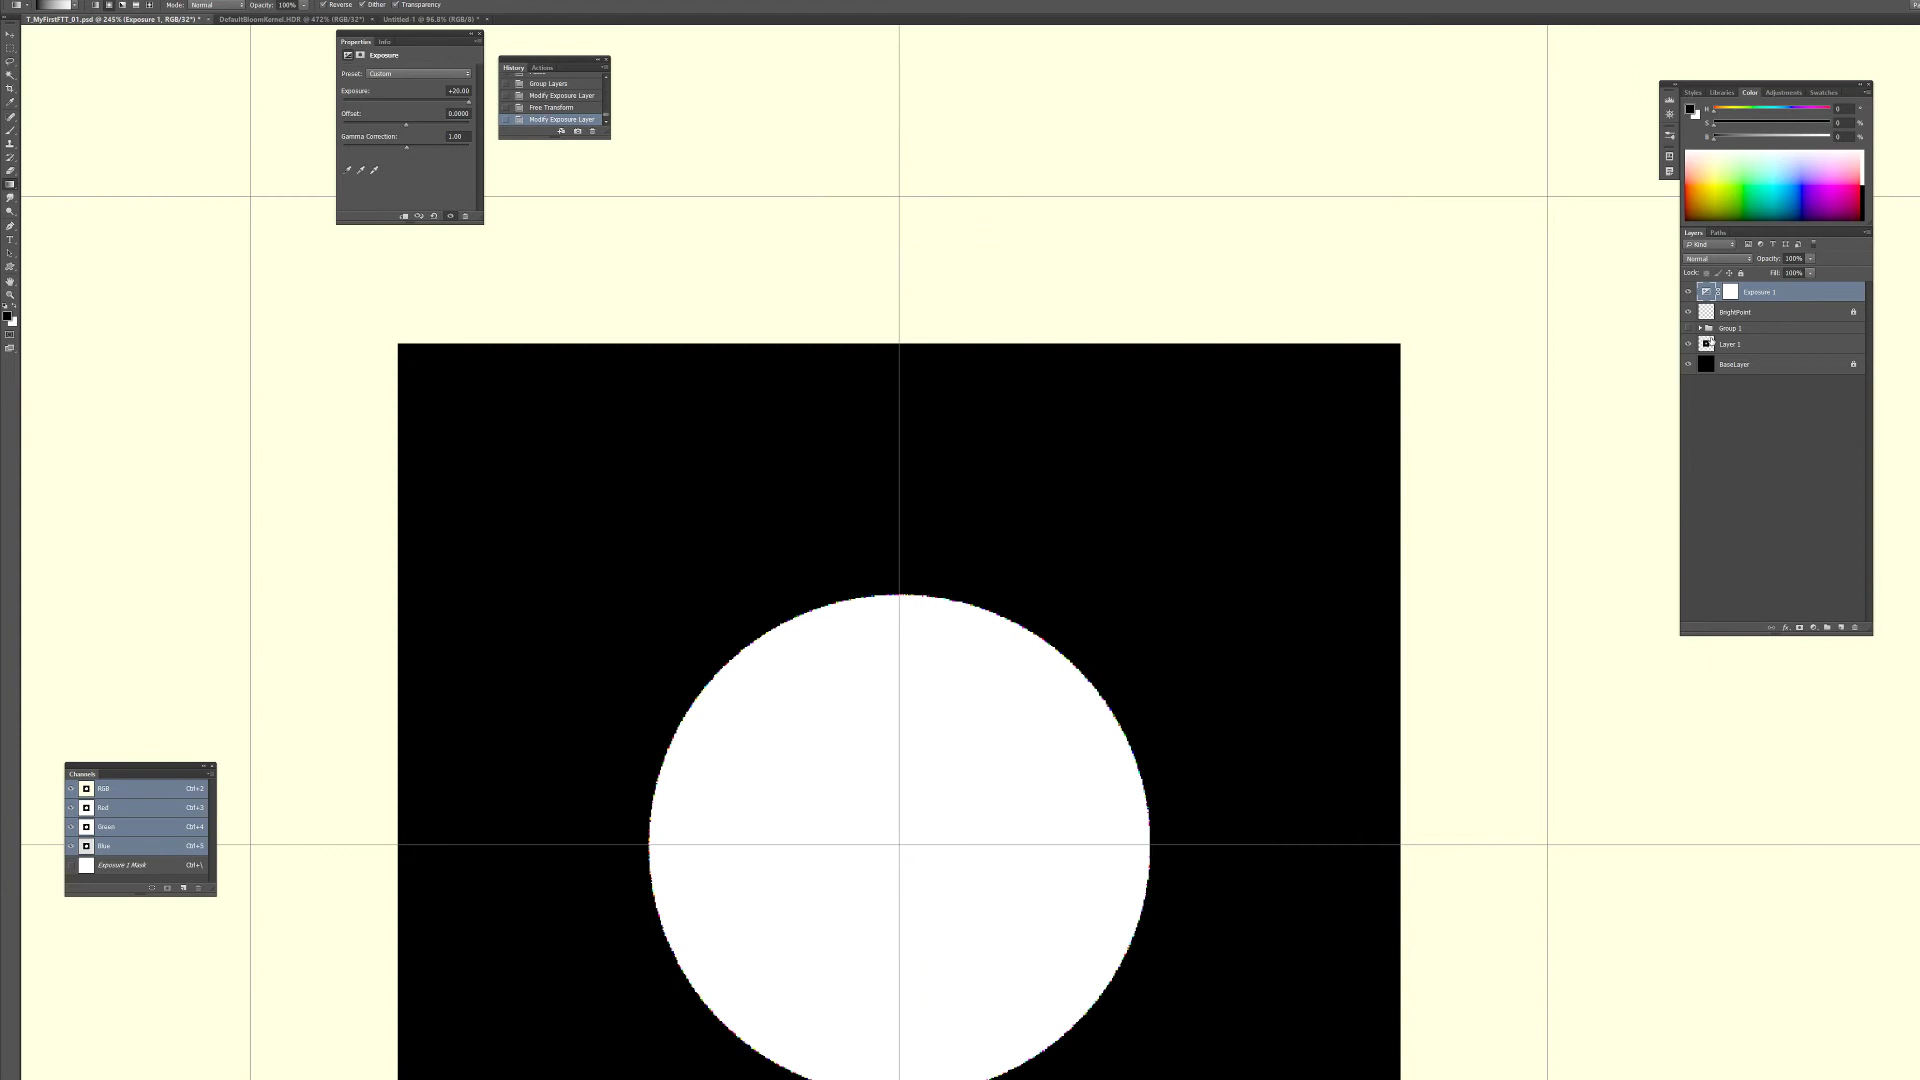 Mode: Normal Opacity: 100% Reverse Dither Transparency
T_MyFirstFTT_01.psd @ 245% (Exposure 1, RGB/32*) * × DefaultBloomKernel.HDR @ 472% (RGB/32*) × Untitled-1 @ 96.8% (RGB/8) * ×
Properties Info
Exposure
Preset: Custom
Exposure: +20.00
Offset: 0.0000
Gamma Correction: 1.00
History Actions
Group Layers
Modify Exposure Layer
Free Transform
Modify Exposure Layer
Styles Libraries Color Adjustments Swatches
H 0 °
S 0 %
B 0 %
Layers Paths
Kind
Normal Opacity: 100%
Lock: Fill: 100%
Exposure 1
BrightPoint
Group 1
Layer 1
BaseLayer
Channels
RGB Ctrl+2
Red Ctrl+3
Green Ctrl+4
Blue Ctrl+5
Exposure 1 Mask Ctrl+\